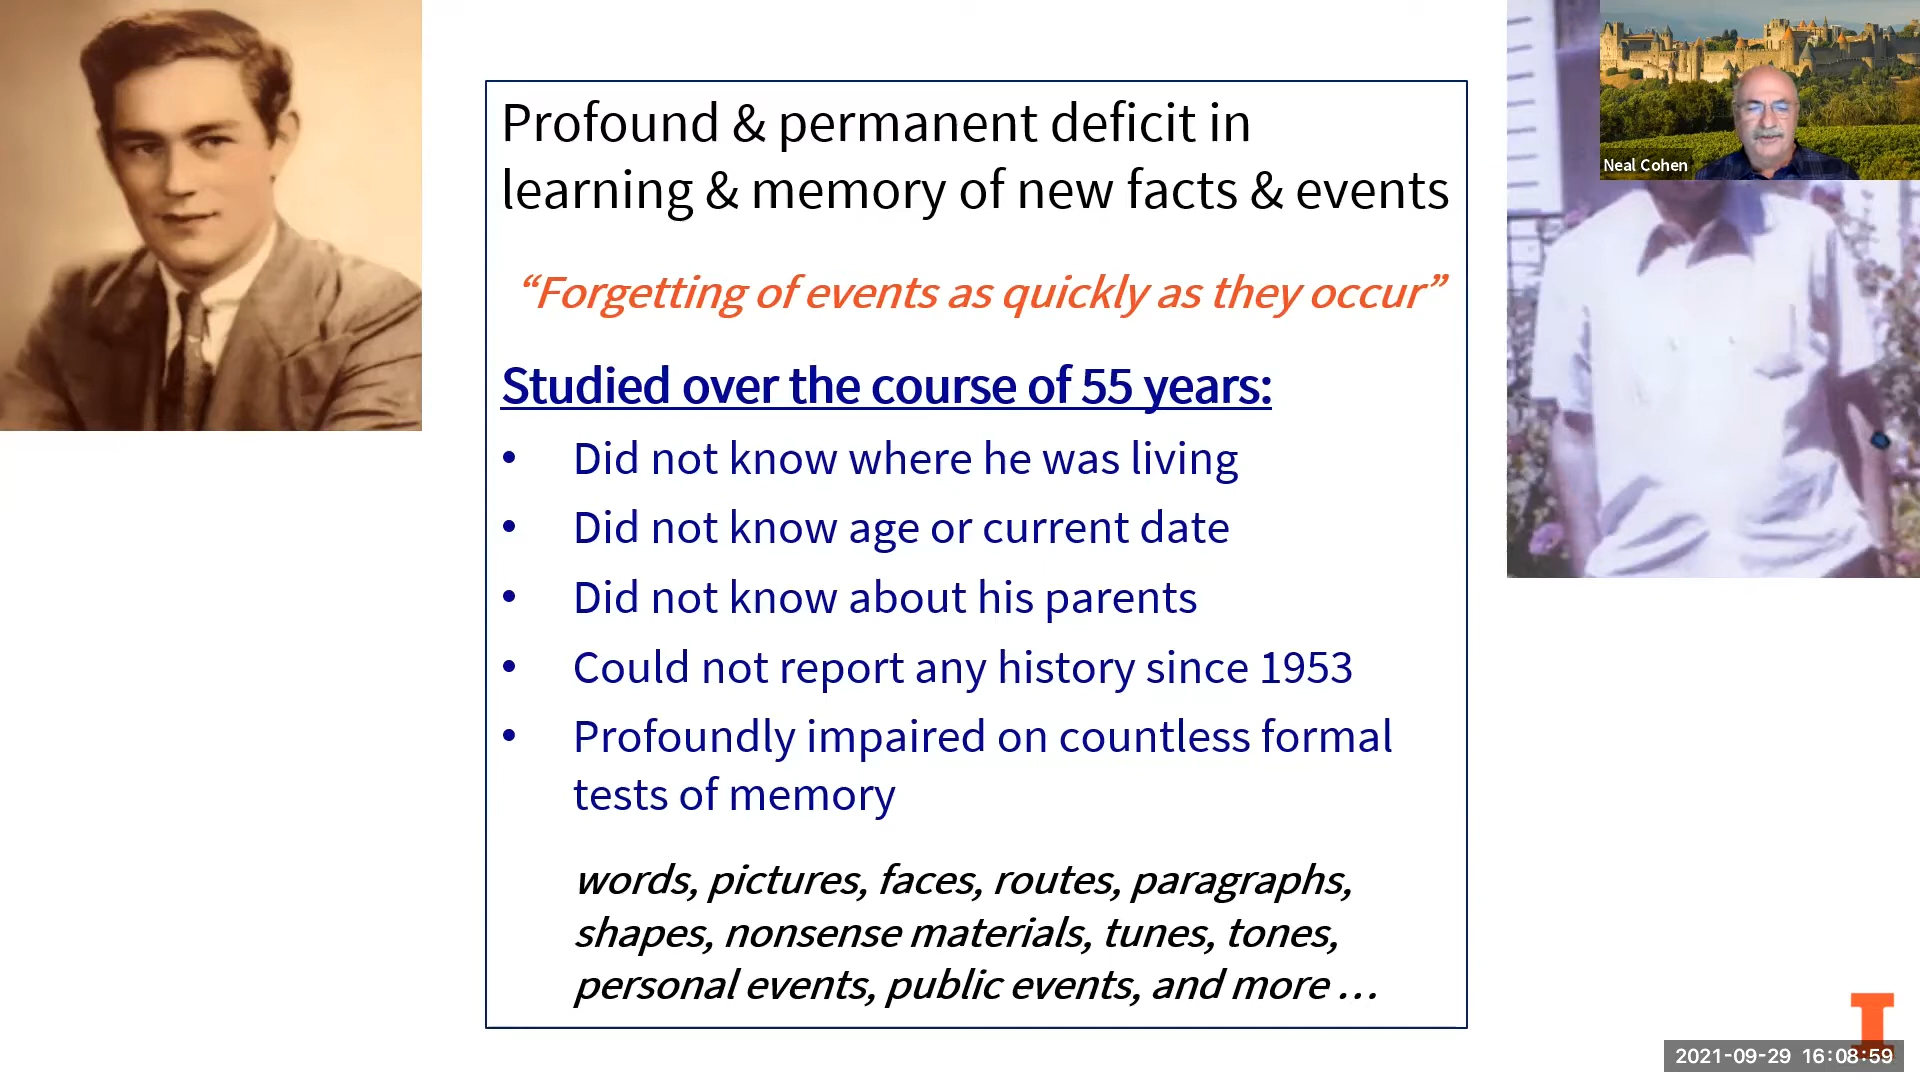 Profound & permanent deficit in
learning & memory of new facts & events
“Forgetting of events as quickly as they occur”
Studied over the course of 55 years:
• Did not know where he was living
• Did not know age or current date
• Did not know about his parents
• Could not report any history since 1953
• Profoundly impaired on countless formal
tests of memory
words, pictures, faces, routes, paragraphs,
shapes, nonsense materials, tunes, tones,
personal events, public events, and more …
Neal Cohen
I
2021-09-29 16:08:59